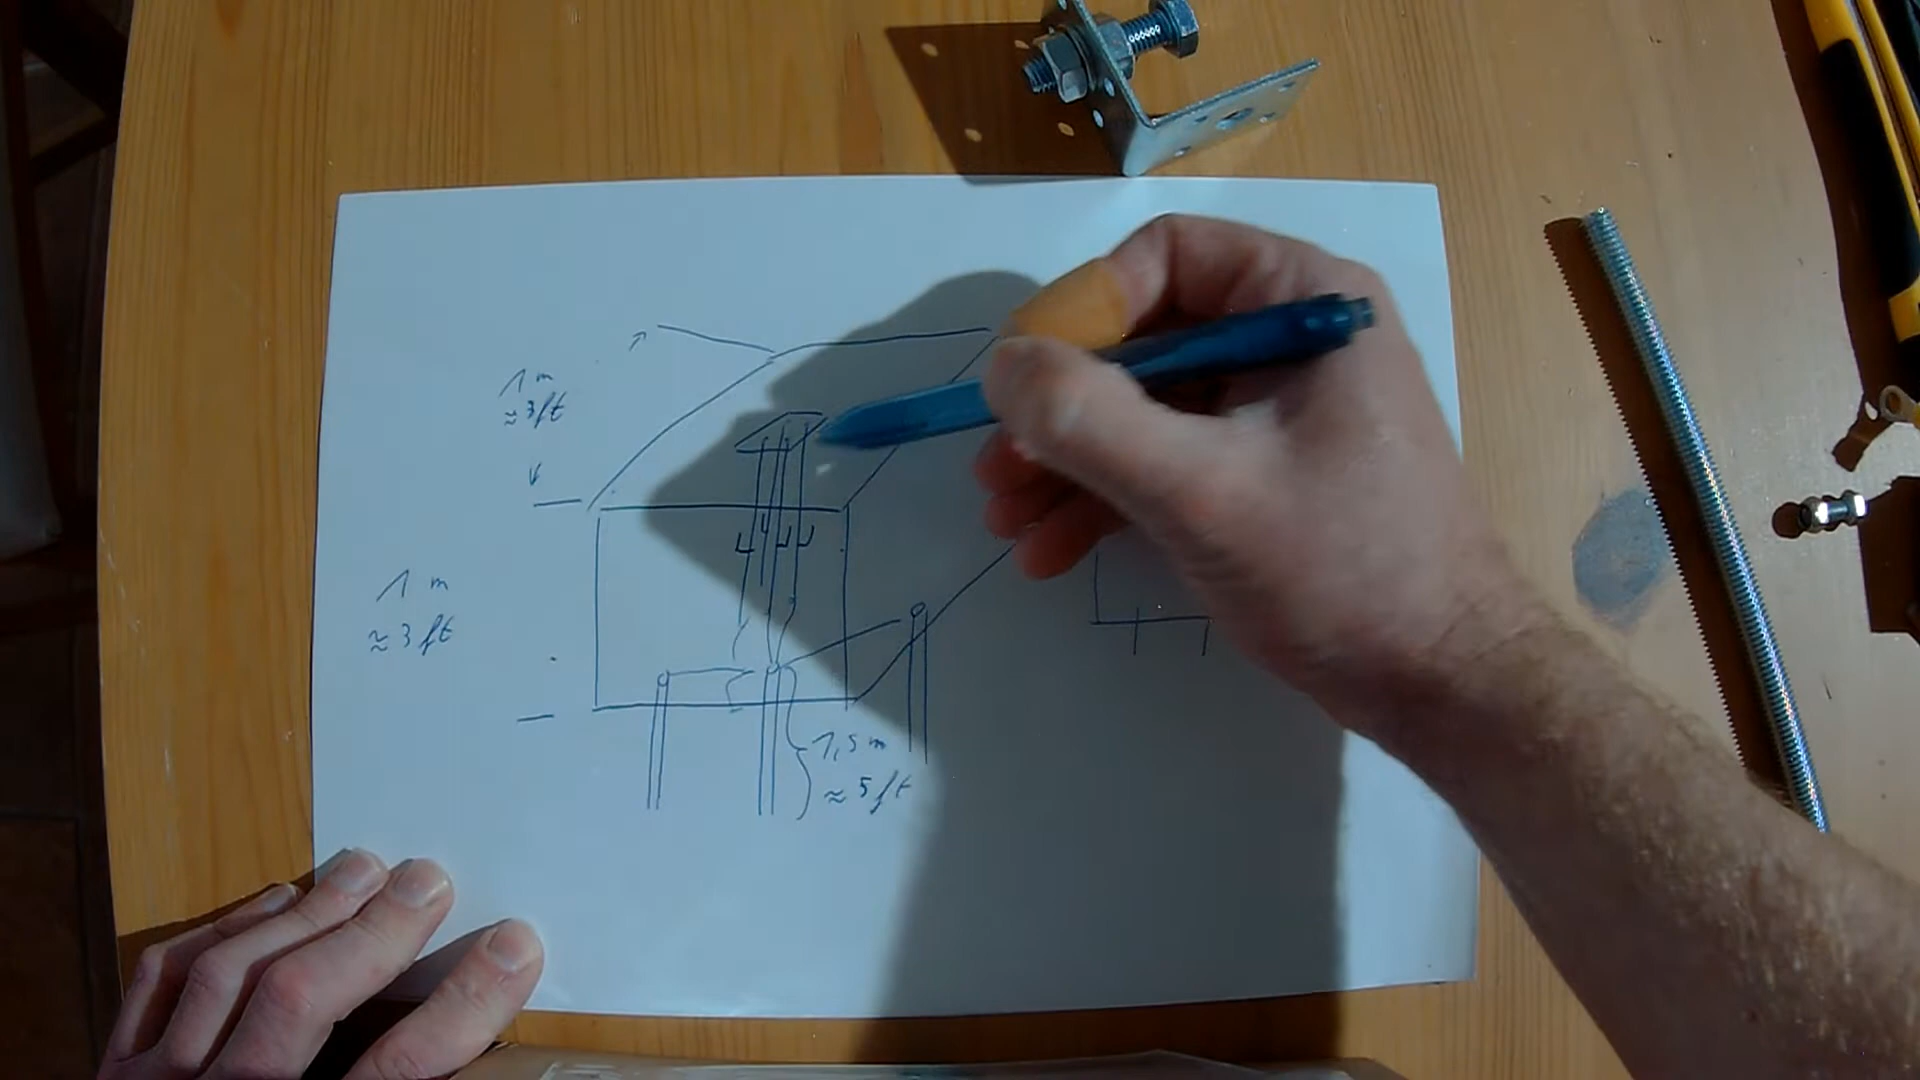 1 m
≈ 3 ft
1 m
≈ 3 ft
1,5 m
≈ 5 ft